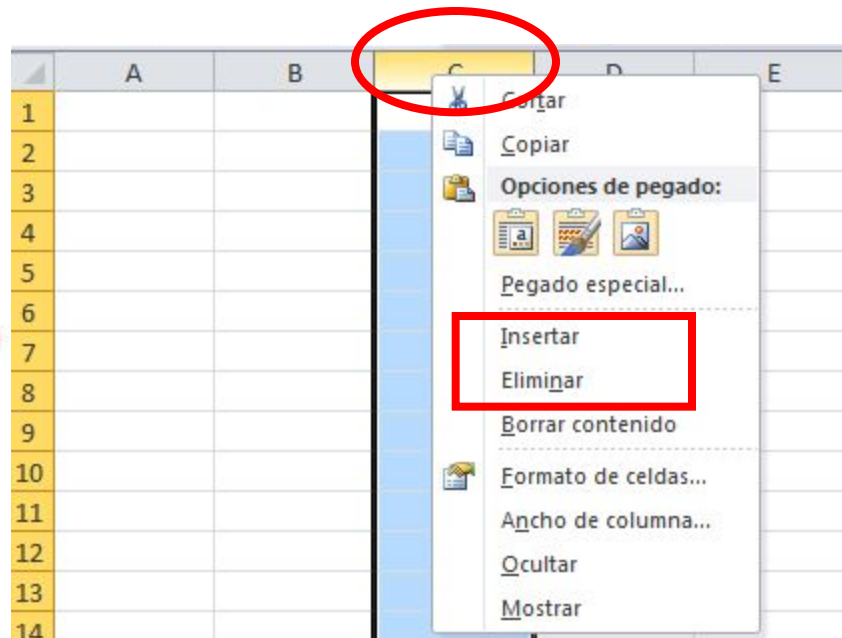 A B C D E
1
Cortar
2
Copiar
3
Opciones de pegado:
4
a
5
Pegado especial...
6
Insertar
7
Eliminar
8
Borrar contenido
9
10
Formato de celdas...
11
Ancho de columna...
12
Ocultar
13
Mostrar
14